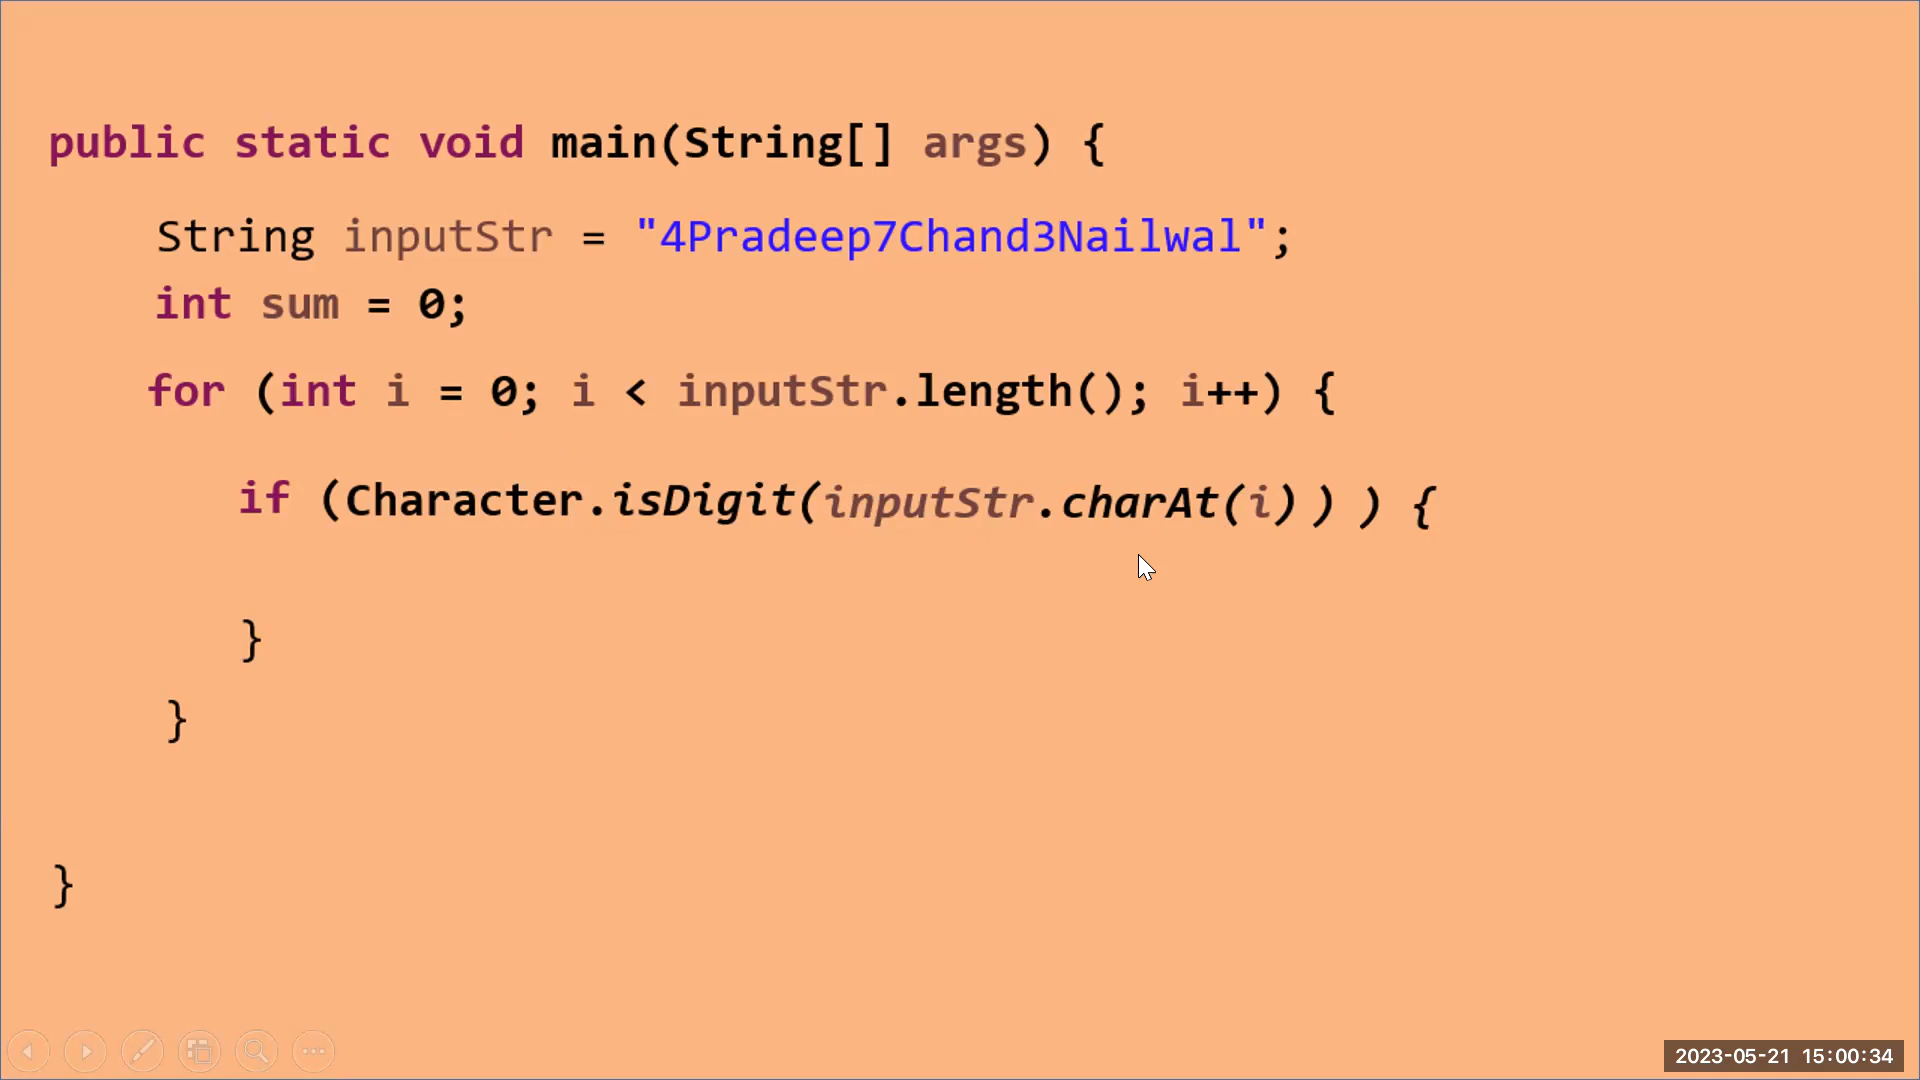 public static void main(String[] args) {
String inputStr = "4Pradeep7Chand3Nailwal";
int sum = 0;
for (int i = 0; i < inputStr.length(); i++) {
if (Character.isDigit(inputStr.charAt(i) ) ) {
}
}
}
2023-05-21 15:00:34